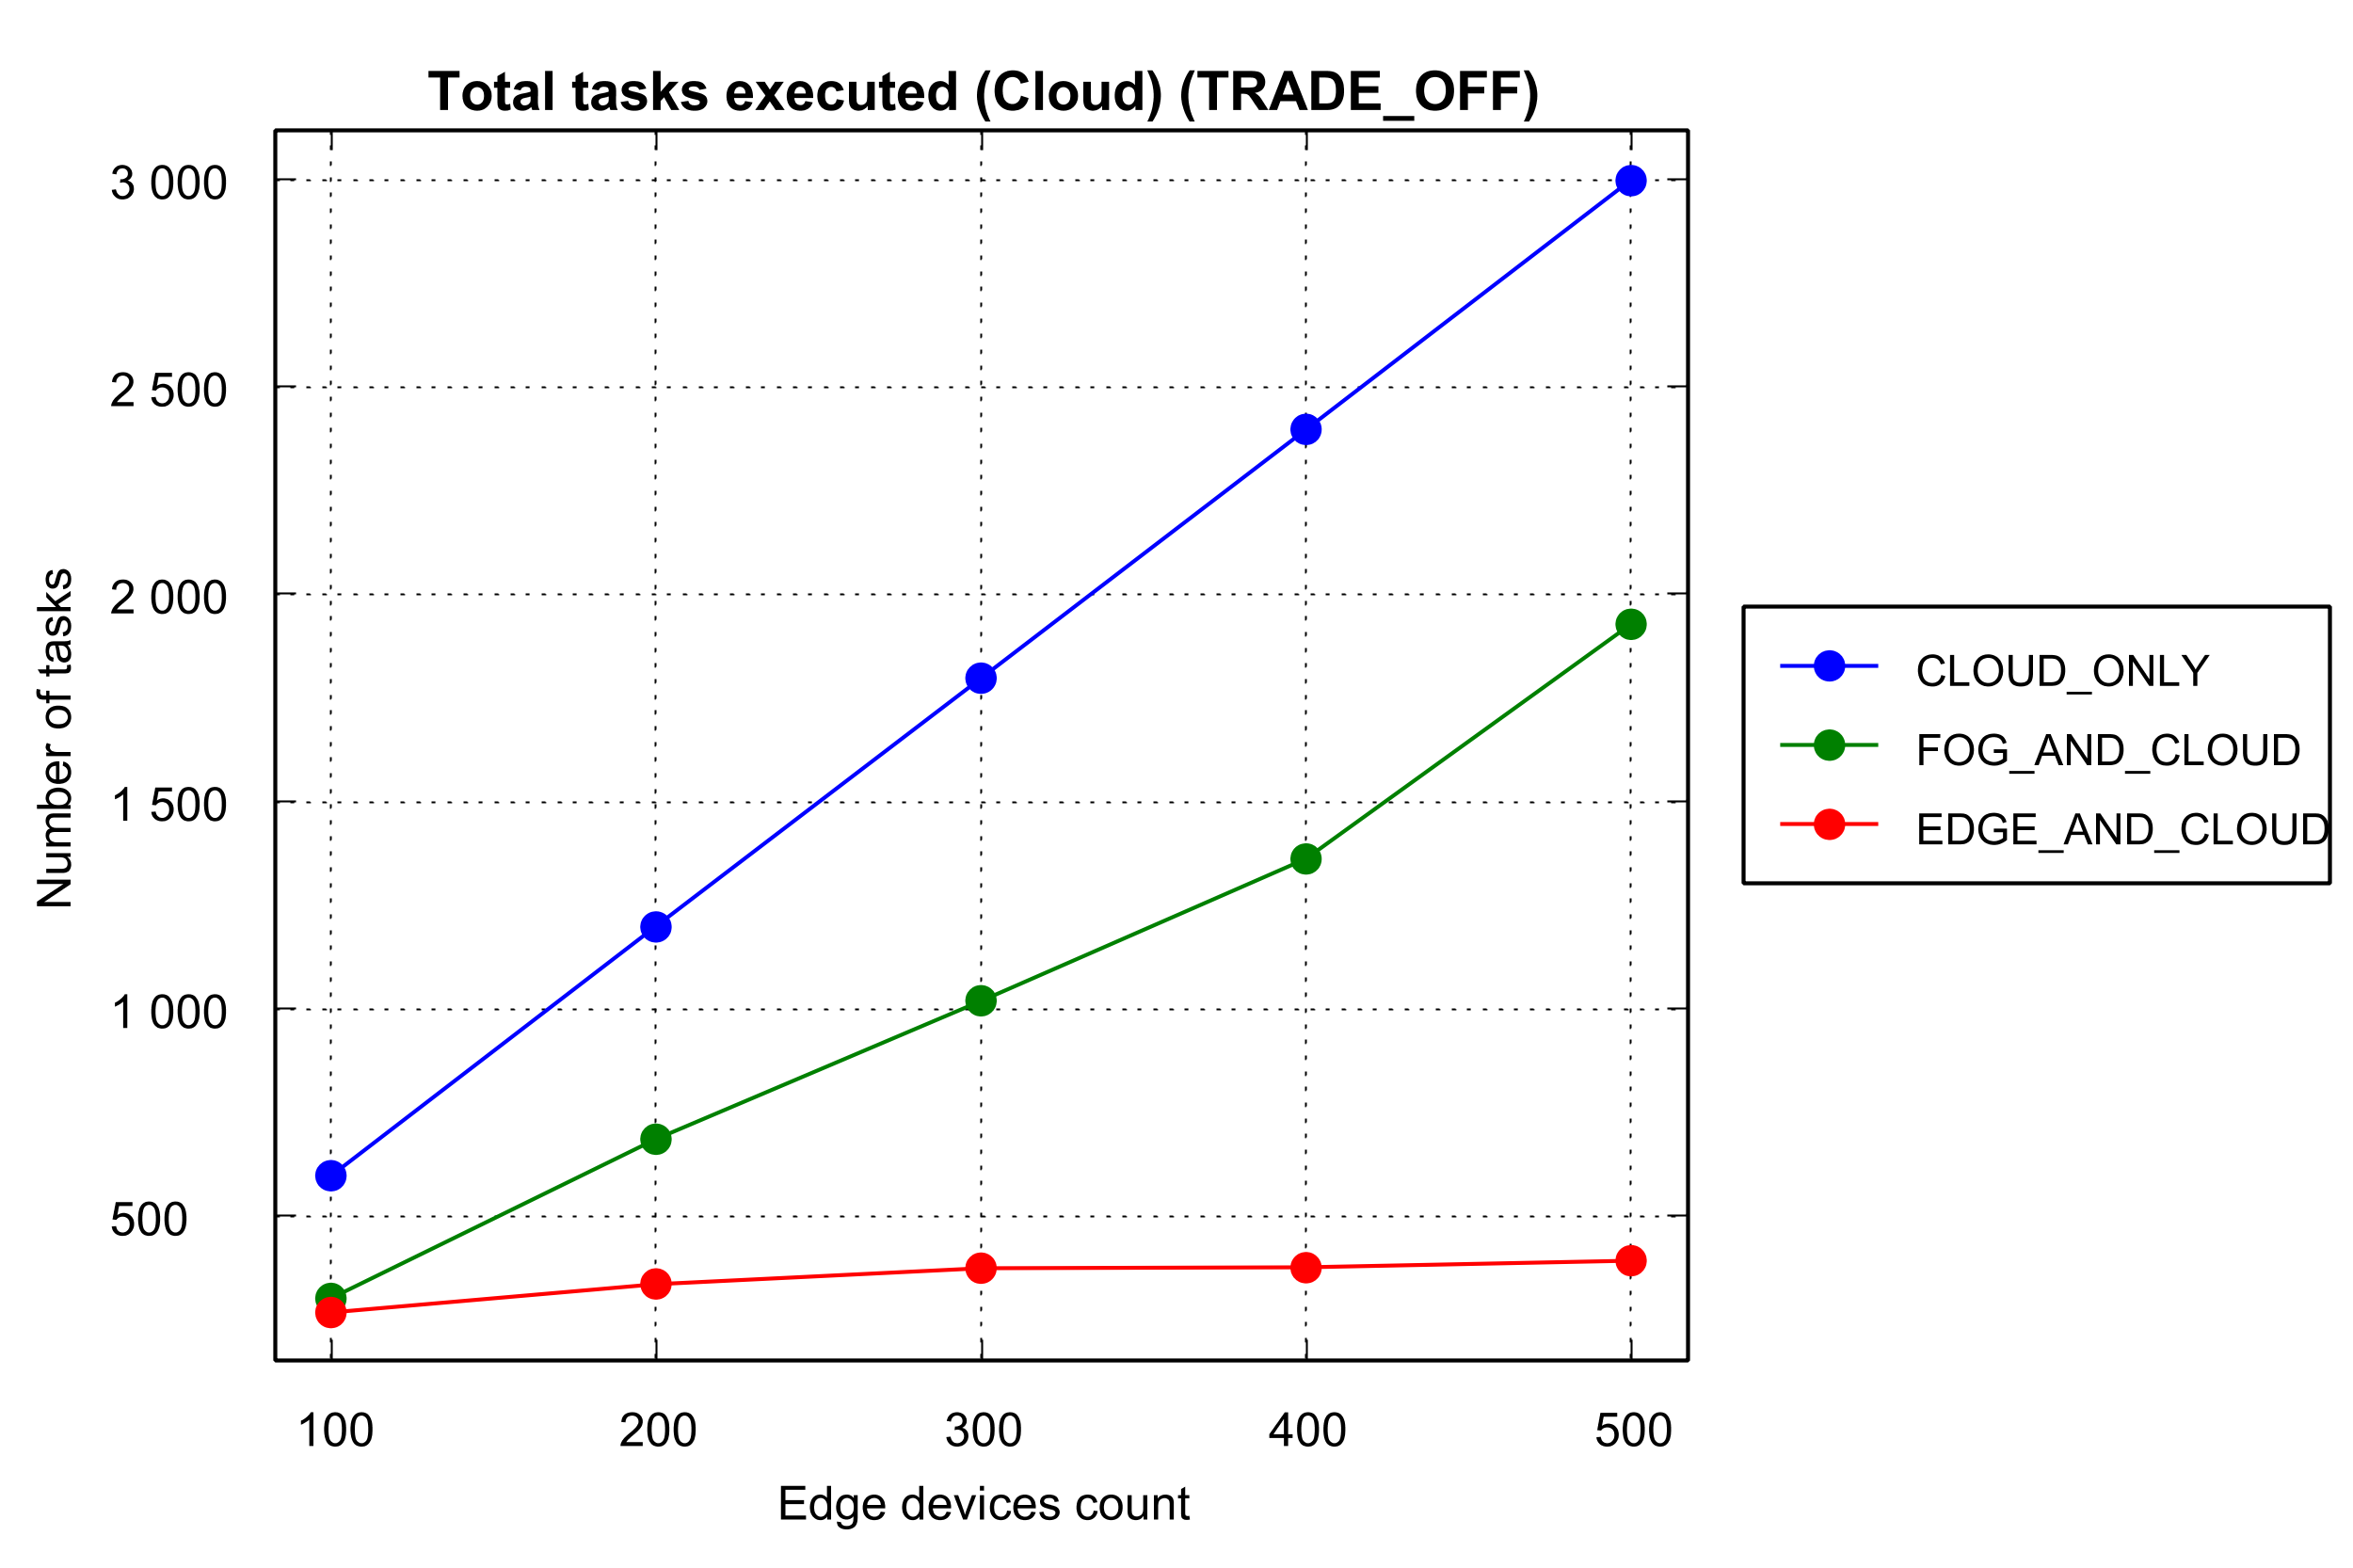 Total tasks executed (Cloud) (TRADE_OFF)
3 000
2 500
2 000
1 500
1 000
500
Number of tasks
100 200 300 400 500
Edge devices count
CLOUD_ONLY
FOG_AND_CLOUD
EDGE_AND_CLOUD